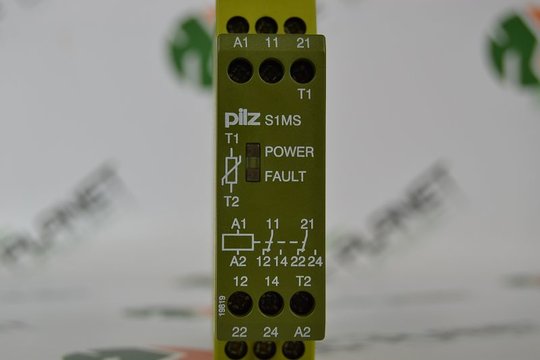 A1 11 21
T1
pilz S1MS
T1
POWER
FAULT
T2
A1 11 21
A2 12 14 22 24
12 14 T2
19819
22 24 A2
PLANET